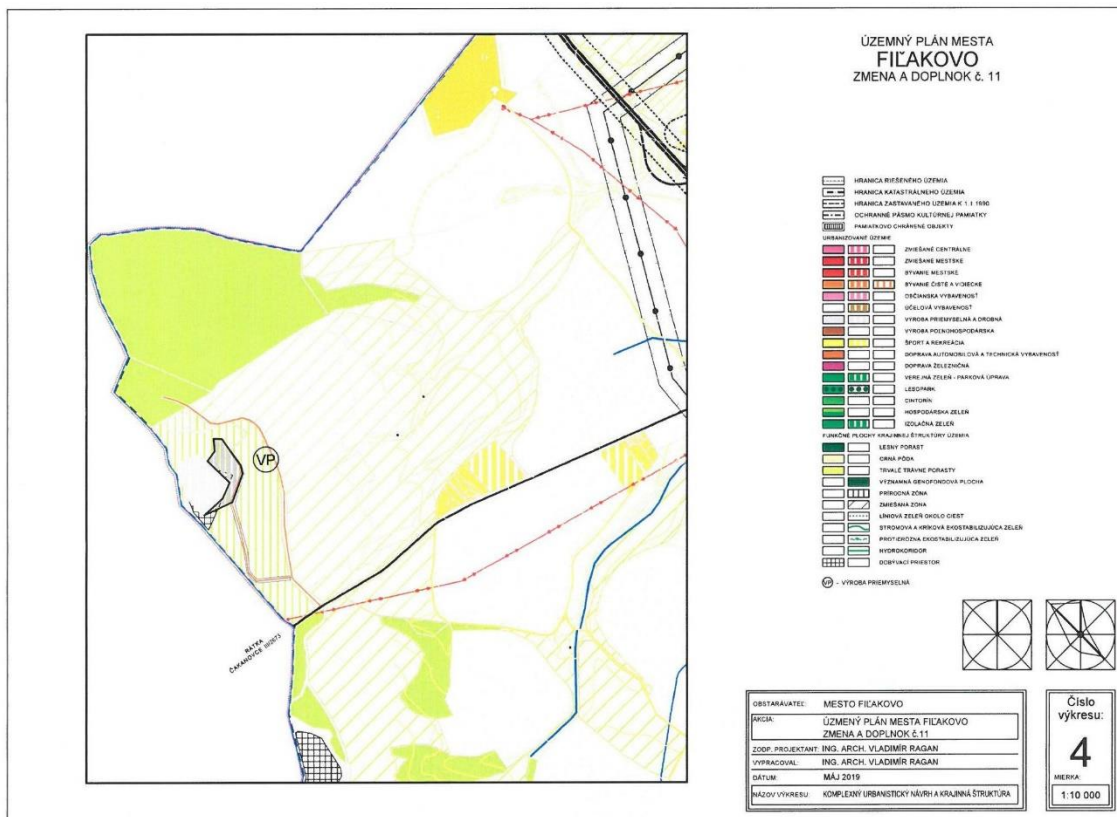 ÚZEMNÝ PLÁN MESTA
FIĽAKOVO
ZMENA A DOPLNOK č. 11
HRANICA RIEŠENÉHO ÚZEMIA
HRANICA KATASTRÁLNEHO ÚZEMIA
HRANICA ZASTAVANÉHO ÚZEMIA K 1. I. 1990
OCHRANNÉ PÁSMO KULTÚRNEJ PAMIATKY
PAMIATKOVO CHRÁNENÉ OBJEKTY
URBANIZOVANÉ ÚZEMIE
ZMIEŠANÉ CENTRÁLNE
ZMIEŠANÉ MESTSKÉ
BÝVANIE MESTSKÉ
BÝVANIE ČISTÉ A VIDIECKE
OBČIANSKA VYBAVENOSŤ
ÚČELOVÁ VYBAVENOSŤ
VÝROBA PRIEMYSELNÁ A DROBNÁ
VÝROBA POĽNOHOSPODÁRSKA
ŠPORT A REKREÁCIA
DOPRAVA AUTOMOBILOVÁ A TECHNICKÁ VYBAVENOSŤ
DOPRAVA ŽELEZNIČNÁ
VEREJNÁ ZELEŇ - PARKOVÁ ÚPRAVA
LESOPARK
CINTORÍN
HOSPODÁRSKA ZELEŇ
IZOLAČNÁ ZELEŇ
FUNKČNÉ PLOCHY KRAJINNEJ ŠTRUKTÚRY ÚZEMIA
LESNÝ PORAST
ORNÁ PÔDA
TRVALÉ TRÁVNE PORASTY
VÝZNAMNÁ GENOFONDOVÁ PLOCHA
PRÍRODNÁ ZÓNA
ZMIEŠANÁ ZÓNA
LÍNIOVÁ ZELEŇ OKOLO CIEST
STROMOVÁ A KRÍKOVÁ EKOSTABILIZUJÚCA ZELEŇ
PROTIERÓZNA EKOSTABILIZUJÚCA ZELEŇ
HYDROKORIDOR
DOBÝVACÍ PRIESTOR
VP - VÝROBA PRIEMYSELNÁ
VP
RÁTKA
ČAKANOVCE III/2673
OBSTARÁVATEĽ: MESTO FIĽAKOVO
AKCIA: ÚZMENÝ PLÁN MESTA FIĽAKOVO
ZMENA A DOPLNOK č.11
ZODP. PROJEKTANT: ING. ARCH. VLADIMÍR RAGAN
VYPRACOVAL: ING. ARCH. VLADIMÍR RAGAN
DÁTUM: MÁJ 2019
NÁZOV VÝKRESU: KOMPLEXNÝ URBANISTICKÝ NÁVRH A KRAJINNÁ ŠTRUKTÚRA
Číslo
výkresu:
4
MIERKA:
1:10 000